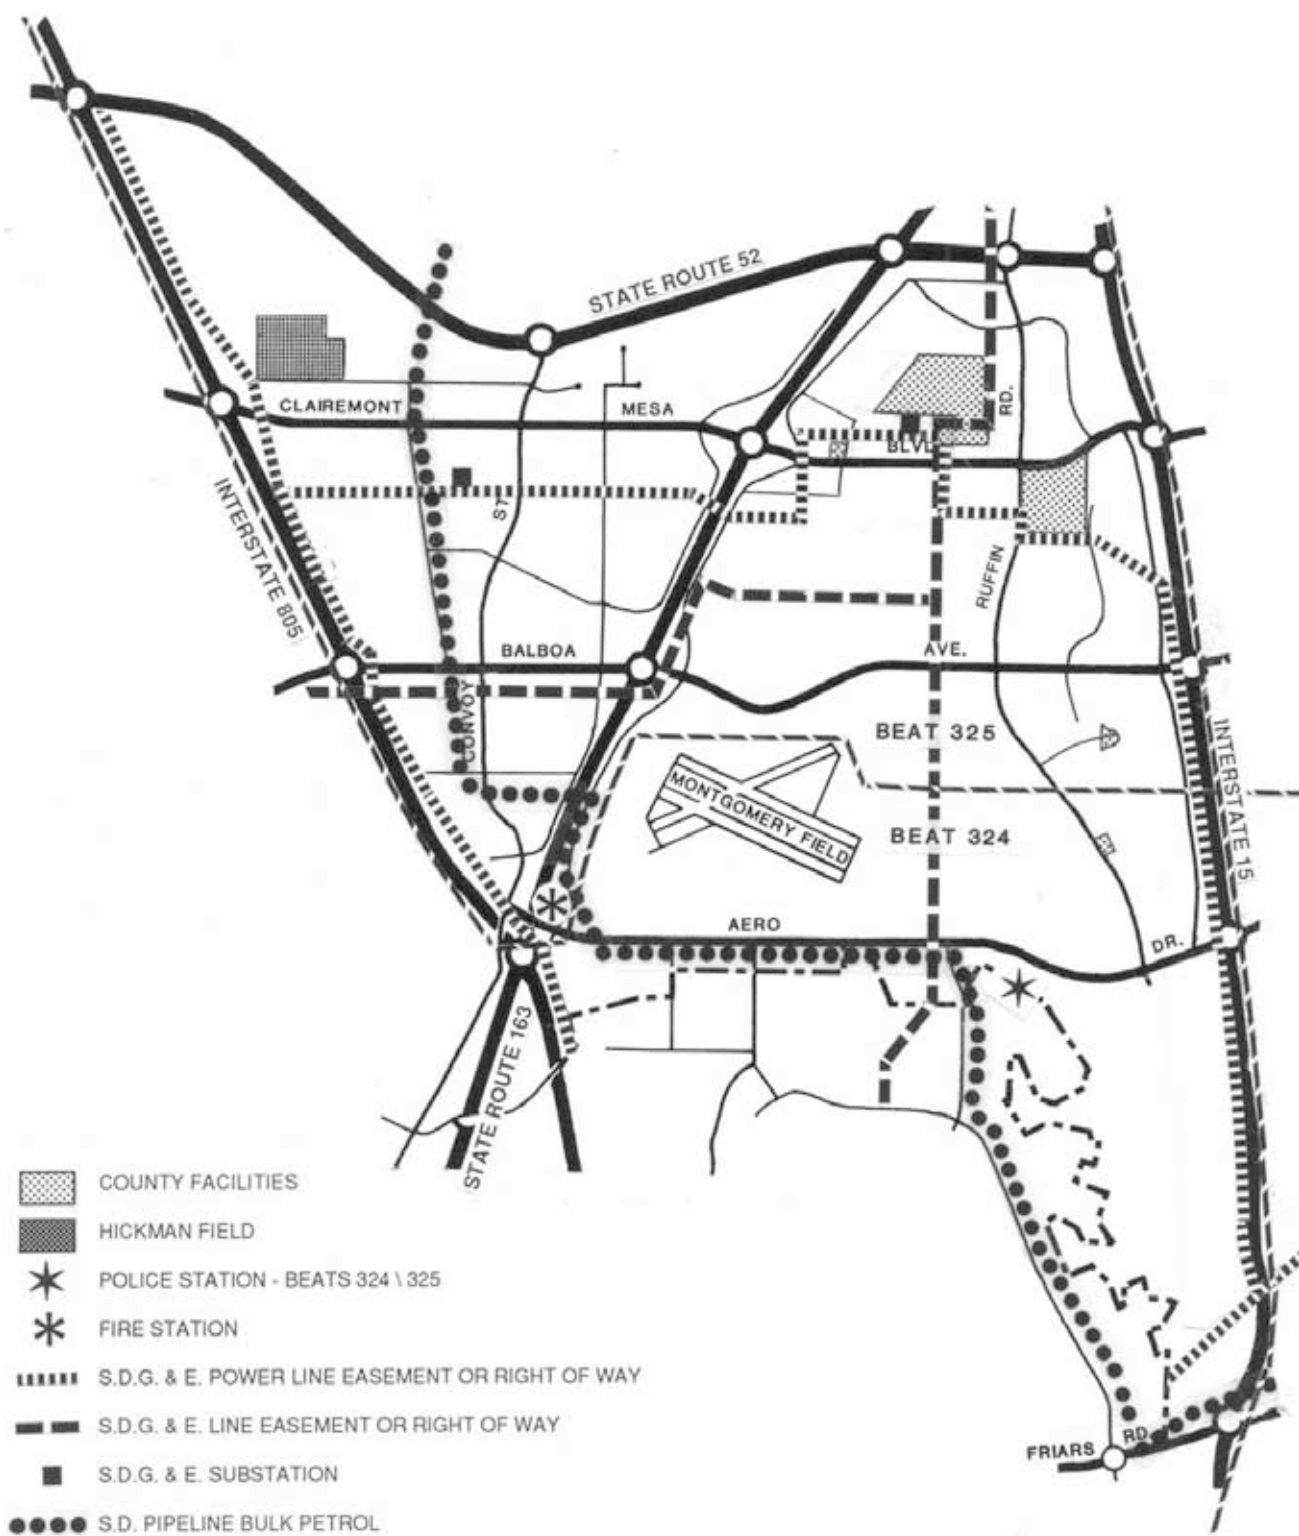 STATE ROUTE 52
CLAIREMONT
MESA
BLVD
RD.
ST
INTERSTATE 805
RUFFIN
BALBOA
AVE.
CONVOY
BEAT 325
MONTGOMERY FIELD
BEAT 324
INTERSTATE 15
AERO
DR.
STATE ROUTE 163
FRIARS
RD
COUNTY FACILITIES
HICKMAN FIELD
POLICE STATION - BEATS 324 \ 325
FIRE STATION
S.D.G. & E. POWER LINE EASEMENT OR RIGHT OF WAY
S.D.G. & E. LINE EASEMENT OR RIGHT OF WAY
S.D.G. & E. SUBSTATION
S.D. PIPELINE BULK PETROL